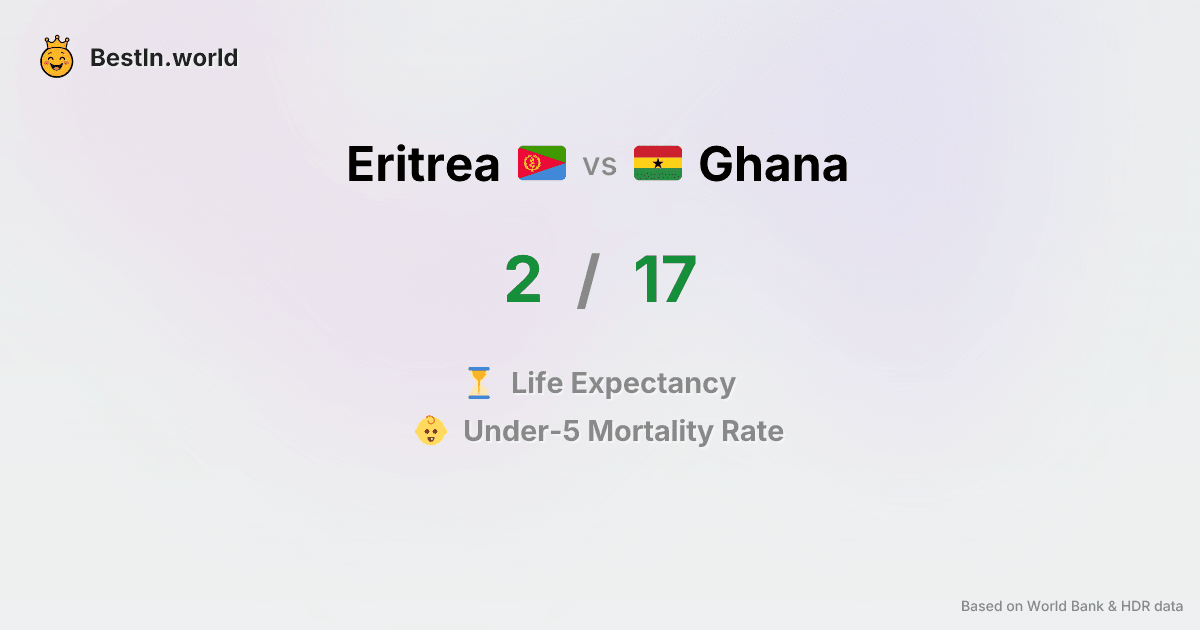 BestIn.world
Eritrea vs Ghana
2 / 17
Life Expectancy
Under-5 Mortality Rate
Based on World Bank & HDR data